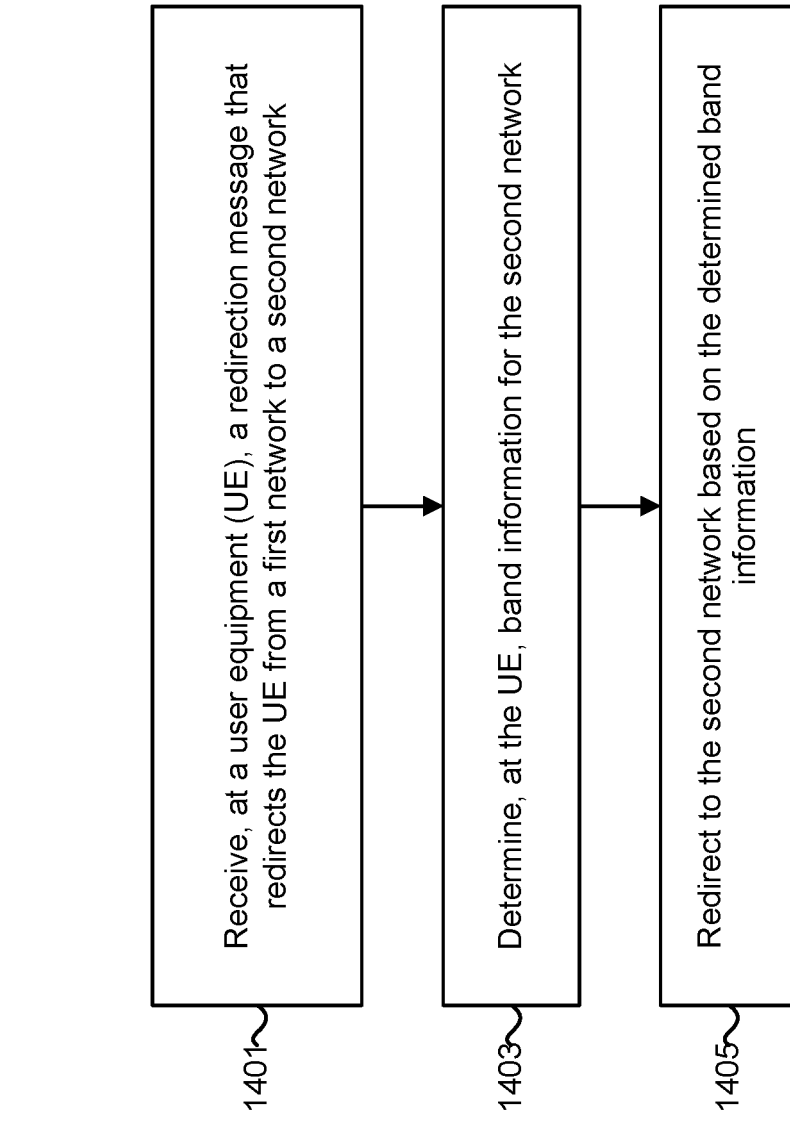 Receive, at a user equipment (UE), a redirection message that
redirects the UE from a first network to a second network
1401
Determine, at the UE, band information for the second network
1403
Redirect to the second network based on the determined band
information
1405